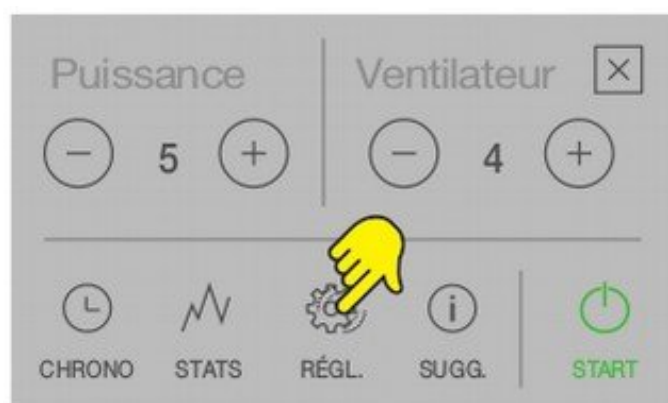 Puissance
Ventilateur
5
4
CHRONO
STATS
RÉGL.
SUGG.
START